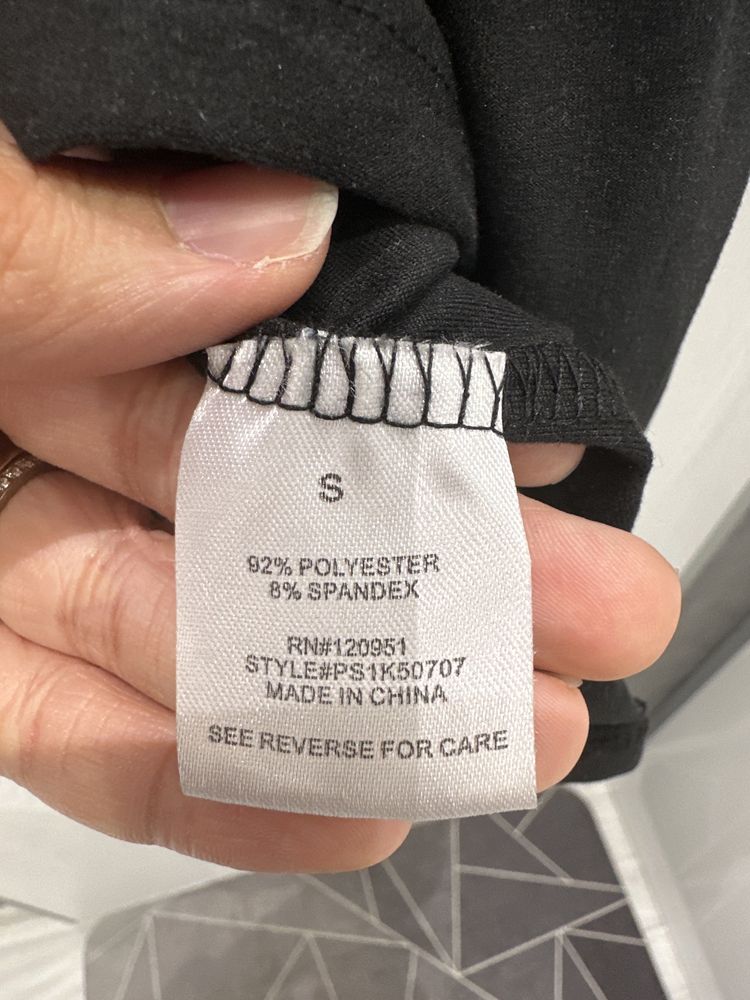 S
92% POLYESTER
8% SPANDEX
RN#120951
STYLE#PS1K50707
MADE IN CHINA
SEE REVERSE FOR CARE